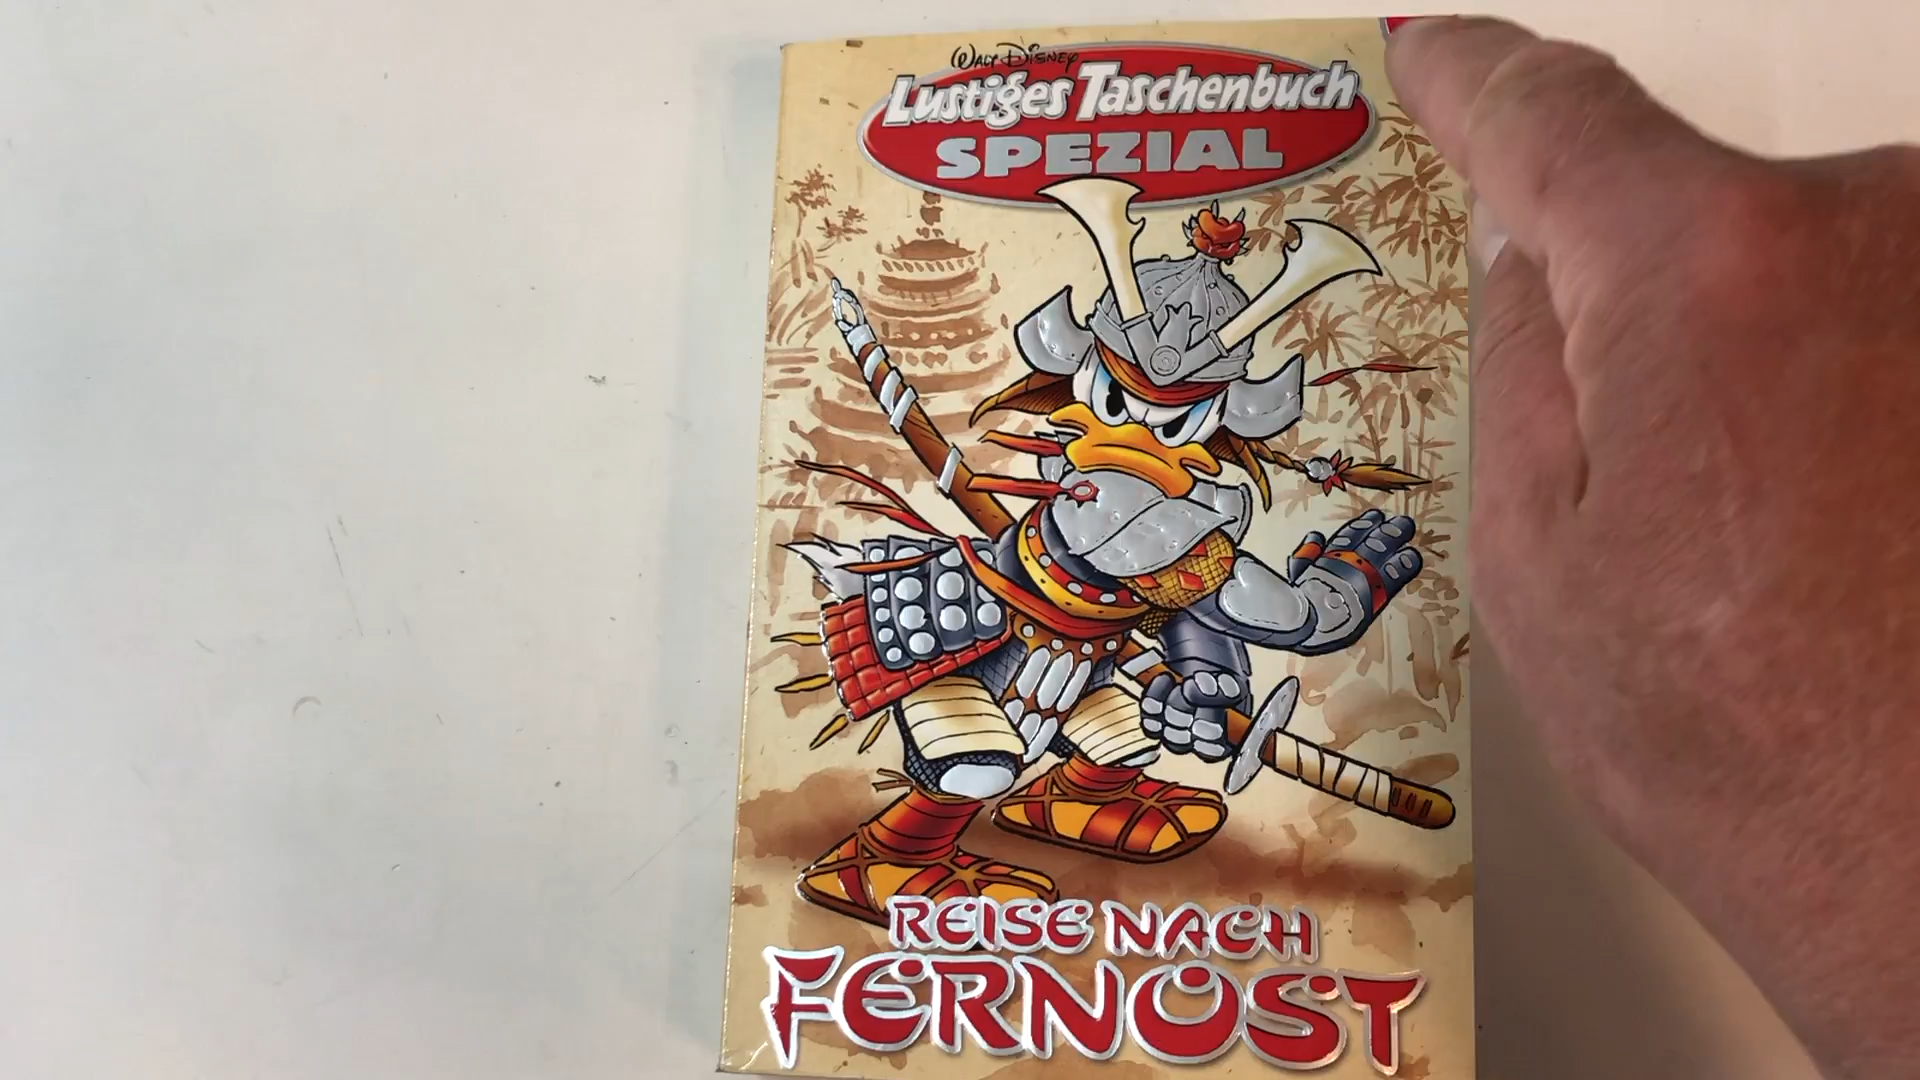 Walt Disney
Lustiges Taschenbuch
SPEZIAL
REISE NACH
FERNOST